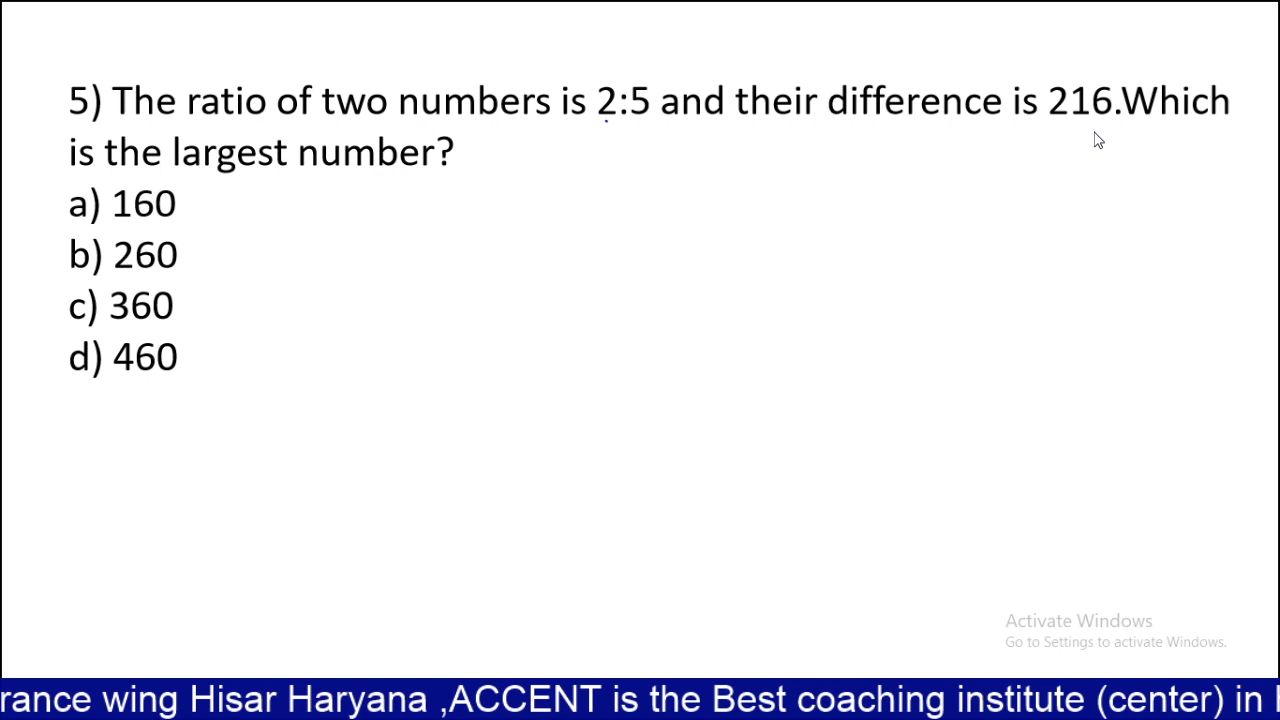 5) The ratio of two numbers is 2:5 and their difference is 216.Which
is the largest number?
a) 160
b) 260
c) 360
d) 460
Activate Windows
Go to Settings to activate Windows.
rance wing Hisar Haryana ,ACCENT is the Best coaching institute (center) in